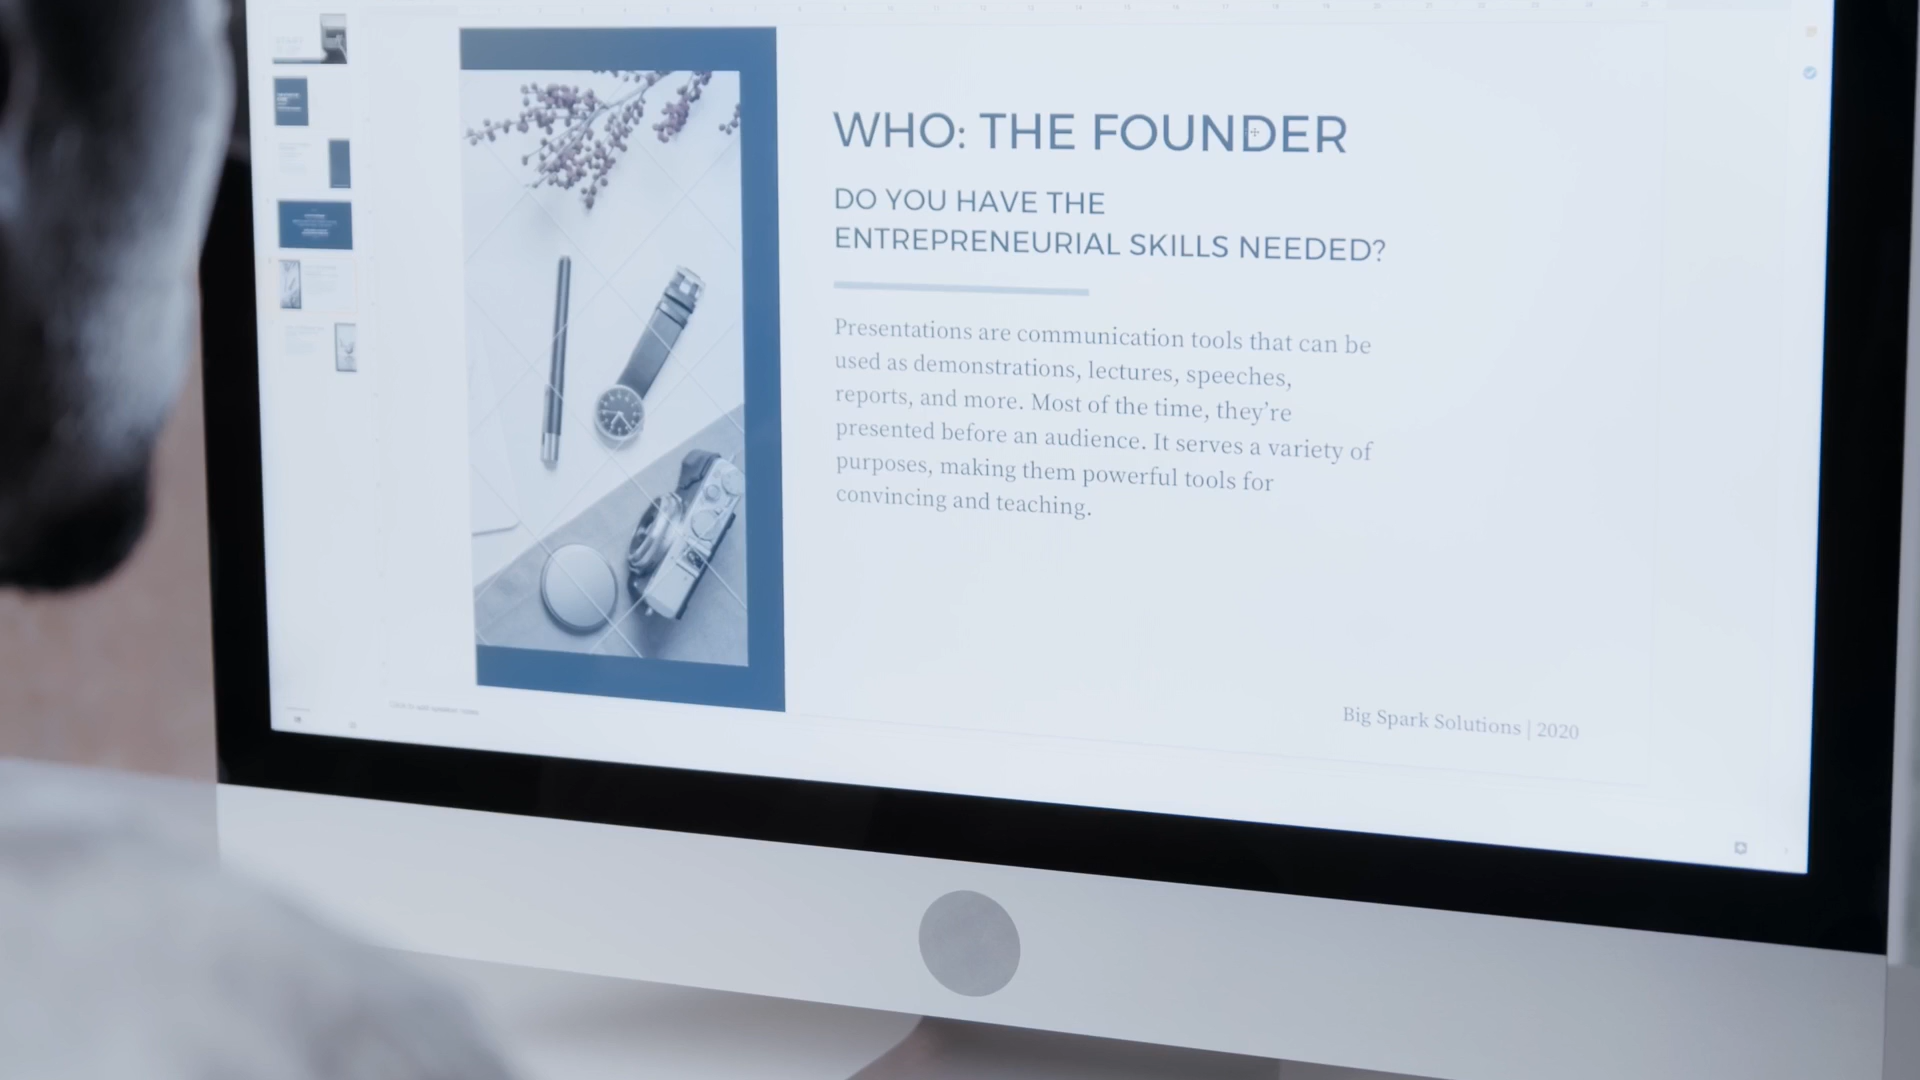 WHO: THE FOUNDER
DO YOU HAVE THE
ENTREPRENEURIAL SKILLS NEEDED?
Presentations are communication tools that can be
used as demonstrations, lectures, speeches,
reports, and more. Most of the time, they’re
presented before an audience. It serves a variety of
purposes, making them powerful tools for
convincing and teaching.
Big Spark Solutions | 2020